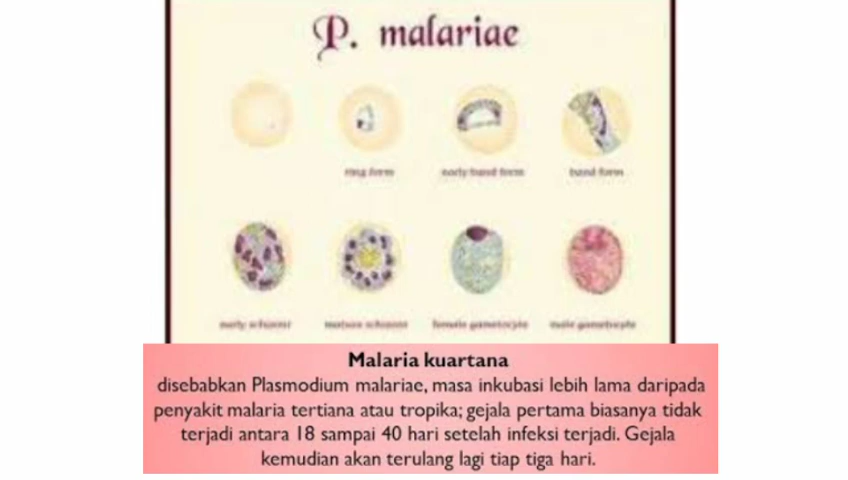 P. malariae
ring form early band form band form
early schizont mature schizont female gametocyte male gametocyte
Malaria kuartana
disebabkan Plasmodium malariae, masa inkubasi lebih lama daripada
penyakit malaria tertiana atau tropika; gejala pertama biasanya tidak
terjadi antara 18 sampai 40 hari setelah infeksi terjadi. Gejala
kemudian akan terulang lagi tiap tiga hari.